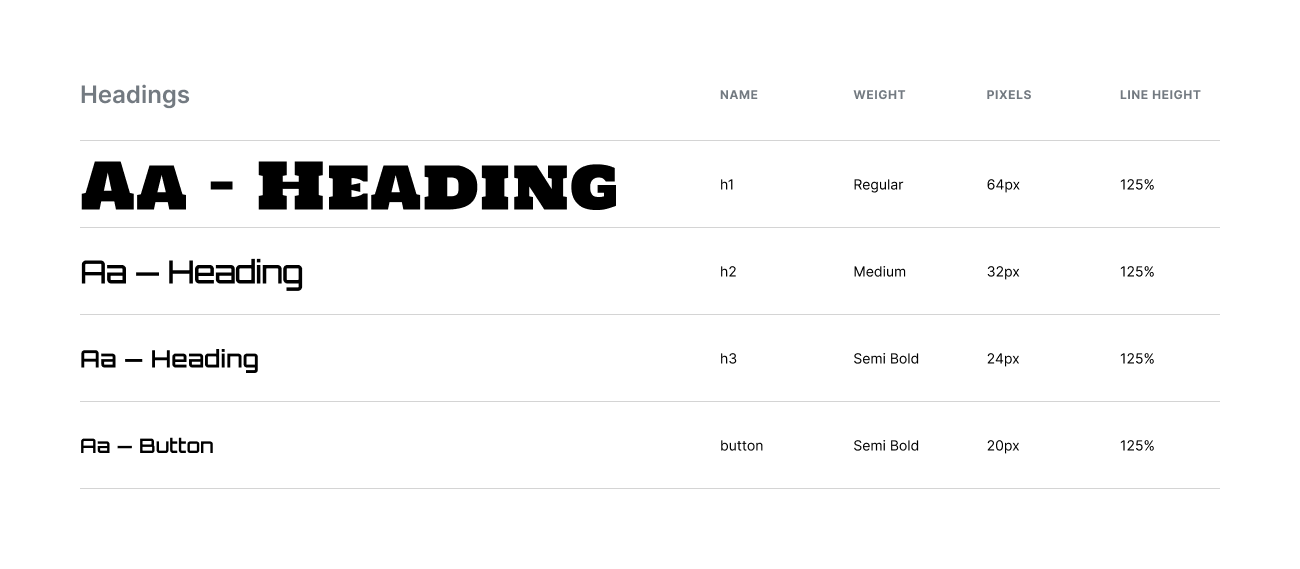 Headings NAME WEIGHT PIXELS LINE HEIGHT
Aa - Heading h1 Regular 64px 125%
Aa — Heading h2 Medium 32px 125%
Aa — Heading h3 Semi Bold 24px 125%
Aa — Button button Semi Bold 20px 125%